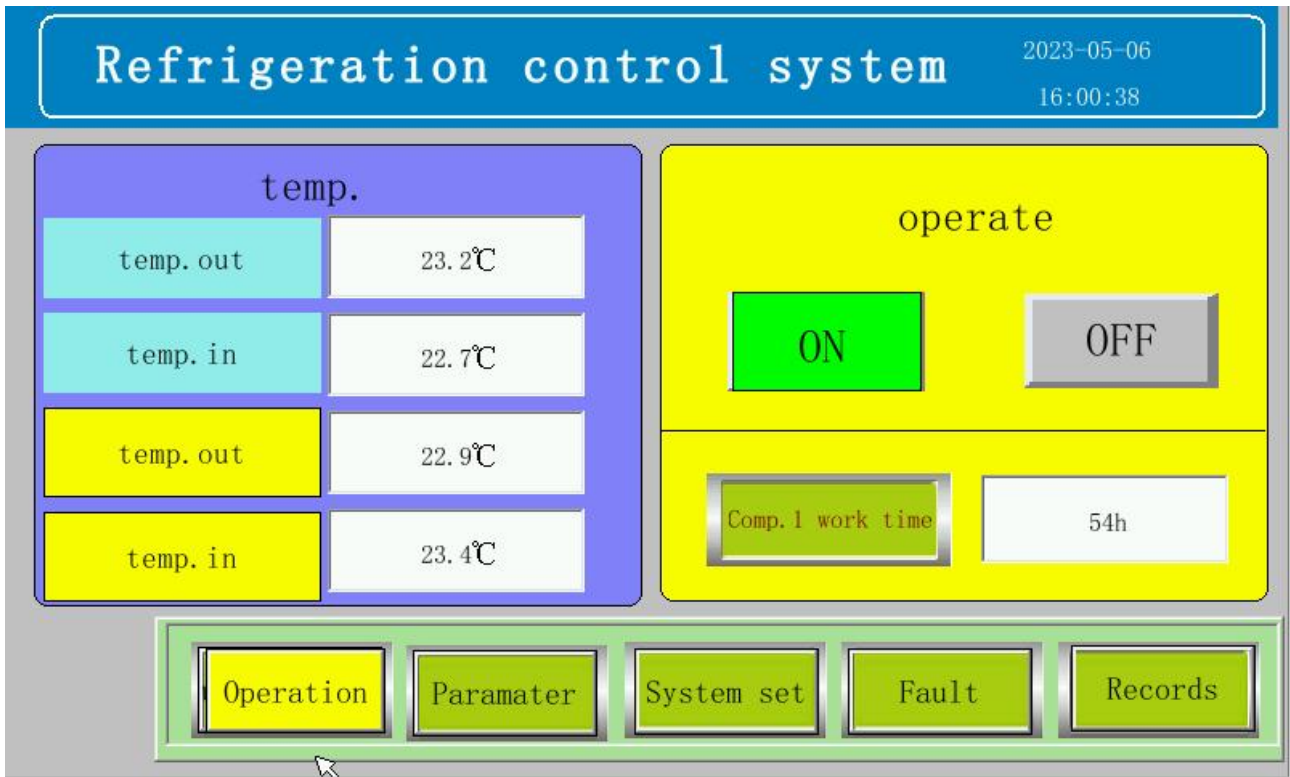 Refrigeration control system
2023-05-06
16:00:38
temp.
temp.out 23.2℃
temp.in 22.7℃
temp.out 22.9℃
temp.in 23.4℃
operate
ON OFF
Comp.1 work time 54h
Operation Paramater System set Fault Records